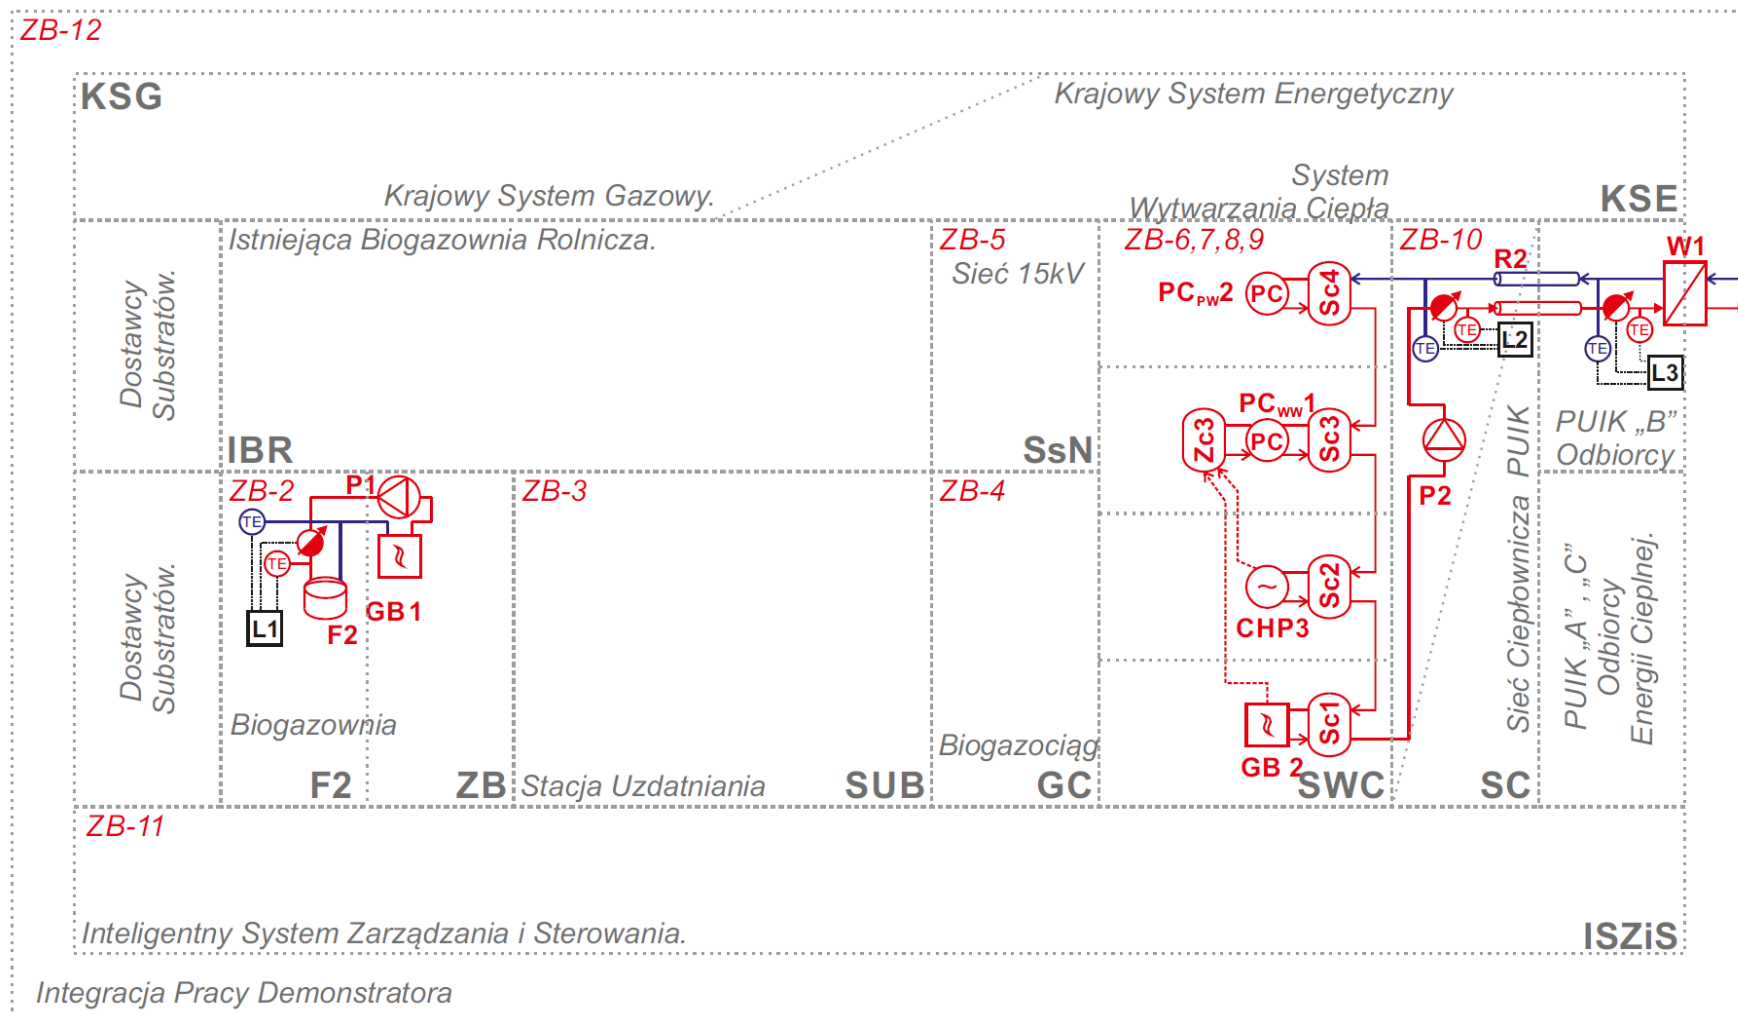 ZB-12
KSG
Krajowy System Energetyczny
Krajowy System Gazowy.
System
Wytwarzania Ciepła
KSE
Dostawcy
Substratów.
Istniejąca Biogazownia Rolnicza.
IBR
ZB-5
Sieć 15kV
SsN
ZB-6,7,8,9
PCPW2
PC
Sc4
PCWW1
Zc3
PC
Sc3
~
Sc2
CHP3
Sc1
GB 2
SWC
ZB-10
R2
W1
TE
TE
L2
TE
TE
L3
P2
Sieć Ciepłownicza PUIK
SC
PUIK „B”
Odbiorcy
PUIK „A” , „C”
Odbiorcy
Energii Cieplnej.
Dostawcy
Substratów.
ZB-2
P1
TE
TE
L1
F2
GB1
Biogazownia
F2
ZB
ZB-3
Stacja Uzdatniania
SUB
ZB-4
Biogazociąg
GC
ZB-11
Inteligentny System Zarządzania i Sterowania.
ISZiS
Integracja Pracy Demonstratora